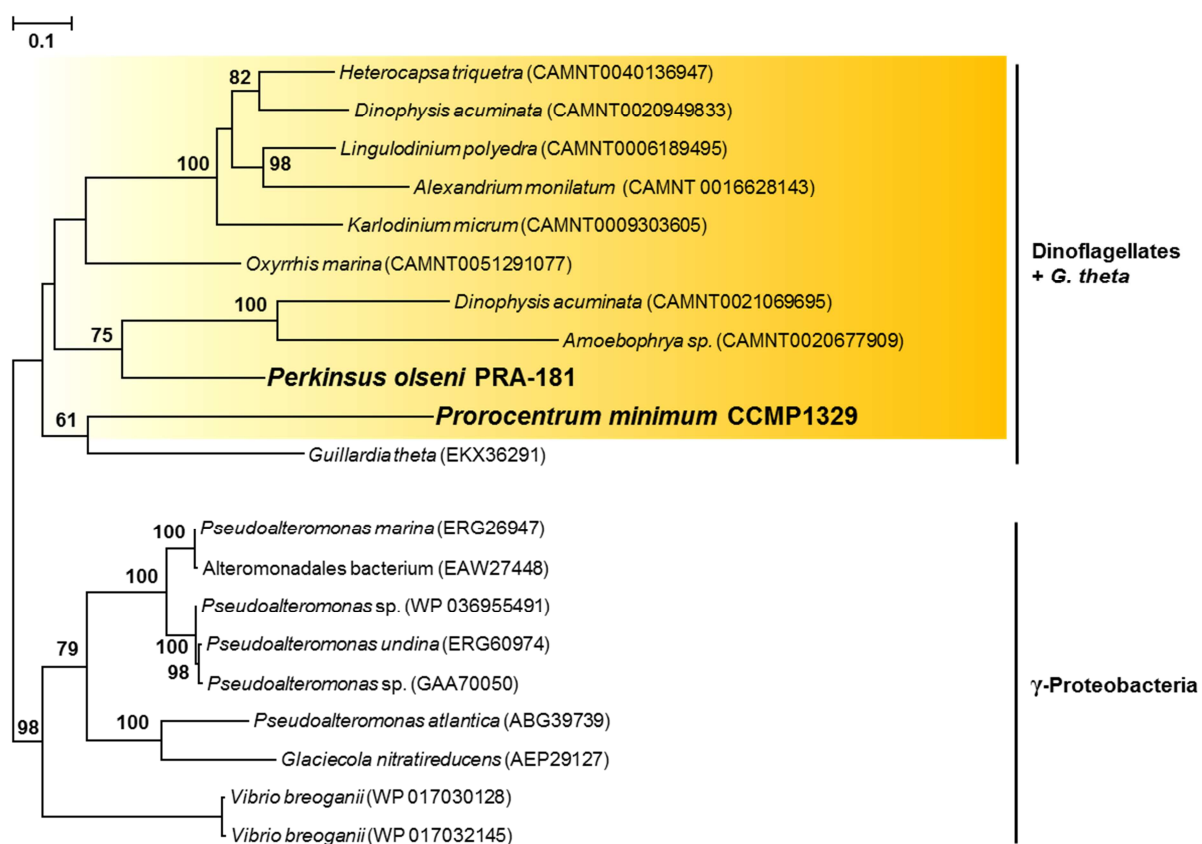 0.1
82
Heterocapsa triquetra (CAMNT0040136947)
Dinophysis acuminata (CAMNT0020949833)
Lingulodinium polyedra (CAMNT0006189495)
100
98
Alexandrium monilatum (CAMNT 0016628143)
Karlodinium micrum (CAMNT0009303605)
Oxyrrhis marina (CAMNT0051291077)
Dinoflagellates
+ G. theta
Dinophysis acuminata (CAMNT0021069695)
100
75
Amoebophrya sp. (CAMNT0020677909)
Perkinsus olseni PRA-181
61
Prorocentrum minimum CCMP1329
Guillardia theta (EKX36291)
100
Pseudoalteromonas marina (ERG26947)
100
Alteromonadales bacterium (EAW27448)
Pseudoalteromonas sp. (WP 036955491)
79
100
Pseudoalteromonas undina (ERG60974)
98
Pseudoalteromonas sp. (GAA70050)
γ-Proteobacteria
98
100
Pseudoalteromonas atlantica (ABG39739)
Glaciecola nitratireducens (AEP29127)
Vibrio breoganii (WP 017030128)
Vibrio breoganii (WP 017032145)